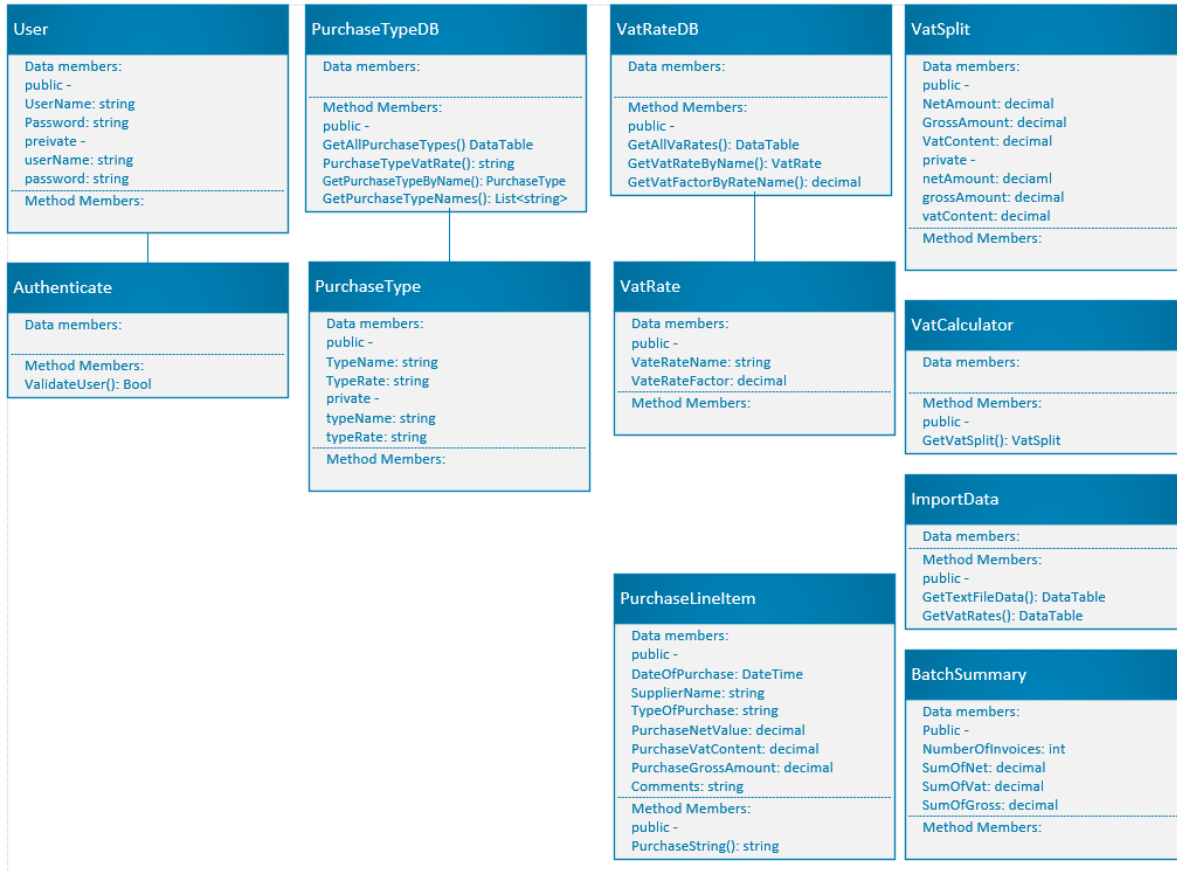 User
Data members:
public -
UserName: string
Password: string
preivate -
userName: string
password: string
Method Members:
PurchaseTypeDB
Data members:
Method Members:
public -
GetAllPurchaseTypes() DataTable
PurchaseTypeVatRate(): string
GetPurchaseTypeByName(): PurchaseType
GetPurchaseTypeNames(): List<string>
VatRateDB
Data members:
Method Members:
public -
GetAllVaRates(): DataTable
GetVatRateByName(): VatRate
GetVatFactorByRateName(): decimal
VatSplit
Data members:
public -
NetAmount: decimal
GrossAmount: decimal
VatContent: decimal
private -
netAmount: deciaml
grossAmount: decimal
vatContent: decimal
Method Members:
Authenticate
Data members:
Method Members:
ValidateUser(): Bool
PurchaseType
Data members:
public -
TypeName: string
TypeRate: string
private -
typeName: string
typeRate: string
Method Members:
VatRate
Data members:
public -
VateRateName: string
VateRateFactor: decimal
Method Members:
VatCalculator
Data members:
Method Members:
public -
GetVatSplit(): VatSplit
ImportData
Data members:
Method Members:
public -
GetTextFileData(): DataTable
GetVatRates(): DataTable
PurchaseLineItem
Data members:
public -
DateOfPurchase: DateTime
SupplierName: string
TypeOfPurchase: string
PurchaseNetValue: decimal
PurchaseVatContent: decimal
PurchaseGrossAmount: decimal
Comments: string
Method Members:
public -
PurchaseString(): string
BatchSummary
Data members:
Public -
NumberOfInvoices: int
SumOfNet: decimal
SumOfVat: decimal
SumOfGross: decimal
Method Members: